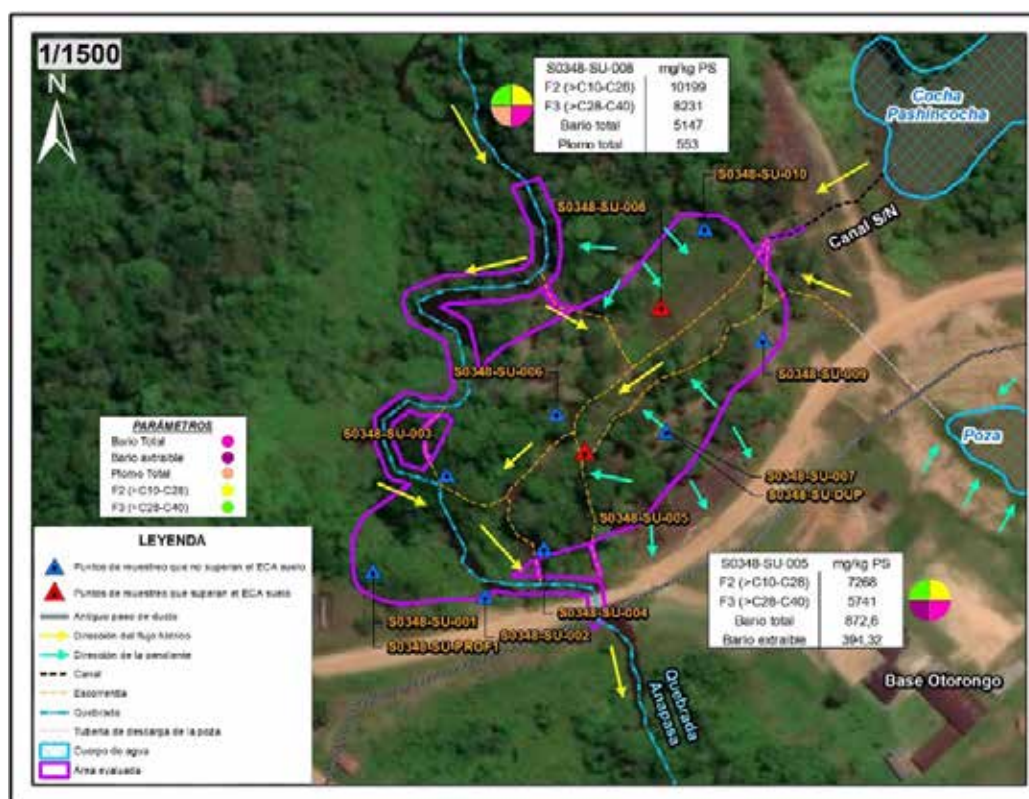 1/1500
N
S0348-SU-008 mg/kg PS
F2 (>C10-C28) 10199
F3 (>C28-C40) 8231
Bario total 5147
Plomo total 553
Cocha
Pashincocha
S0348-SU-010
S0348-SU-008
Canal S/N
S0348-SU-006
S0348-SU-009
S0348-SU-003
Poza
S0348-SU-007
S0348-SU-DUP
S0348-SU-005
S0348-SU-004
S0348-SU-001
S0348-SU-002
S0348-SU-PROF1
PARÁMETROS
Bario Total
Bario extraible
Plomo Total
F2 (>C10-C28)
F3 (>C28-C40)
LEYENDA
Puntos de muestreo que no superan el ECA suelo
Puntos de muestreo que superan el ECA suelo
Antiguo paso de ducto
Dirección del flujo hídrico
Dirección de la pendiente
Canal
Escorrentía
Quebrada
Tubería de descarga de la poza
Cuerpo de agua
Área evaluada
S0348-SU-005 mg/kg PS
F2 (>C10-C28) 7268
F3 (>C28-C40) 5741
Bario total 872,6
Bario extraible 394,32
Base Otorongo
Quebrada
Anapasa